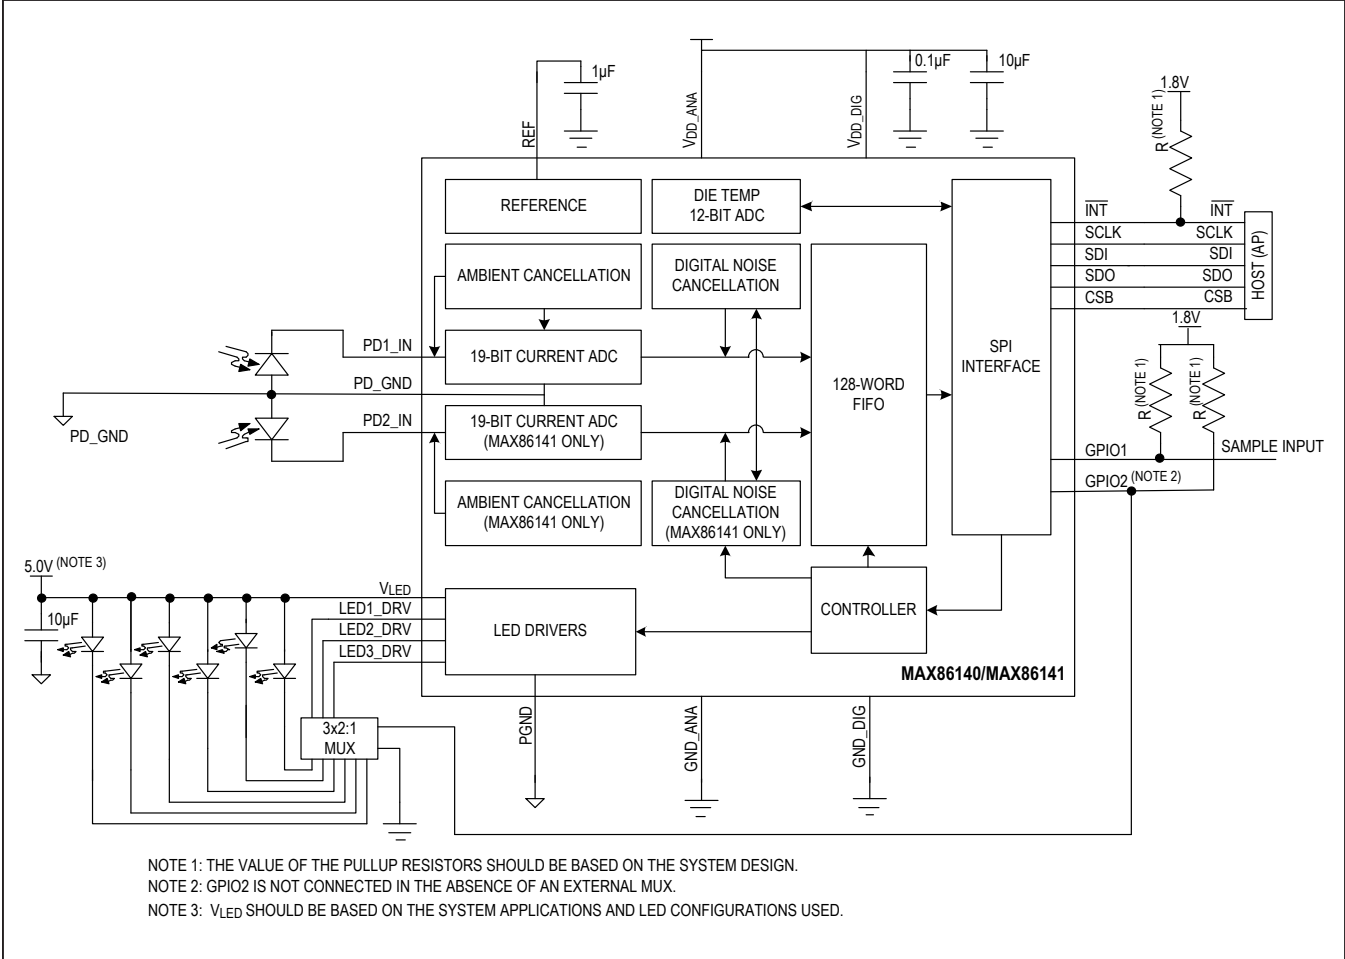 1µF
0.1µF
10µF
REF
VDD_ANA
VDD_DIG
1.8V
R (NOTE 1)
REFERENCE
DIE TEMP
12-BIT ADC
INT
SCLK
SDI
SDO
CSB
INT
SCLK
SDI
SDO
CSB
HOST (AP)
AMBIENT CANCELLATION
DIGITAL NOISE
CANCELLATION
SPI
INTERFACE
1.8V
R (NOTE 1)
R (NOTE 1)
PD1_IN
19-BIT CURRENT ADC
PD_GND
128-WORD
FIFO
PD2_IN
19-BIT CURRENT ADC
(MAX86141 ONLY)
PD_GND
GPIO1
SAMPLE INPUT
GPIO2 (NOTE 2)
AMBIENT CANCELLATION
(MAX86141 ONLY)
DIGITAL NOISE
CANCELLATION
(MAX86141 ONLY)
5.0V (NOTE 3)
10µF
VLED
LED1_DRV
LED2_DRV
LED3_DRV
LED DRIVERS
CONTROLLER
MAX86140/MAX86141
3x2:1
MUX
PGND
GND_ANA
GND_DIG
NOTE 1: THE VALUE OF THE PULLUP RESISTORS SHOULD BE BASED ON THE SYSTEM DESIGN.
NOTE 2: GPIO2 IS NOT CONNECTED IN THE ABSENCE OF AN EXTERNAL MUX.
NOTE 3: VLED SHOULD BE BASED ON THE SYSTEM APPLICATIONS AND LED CONFIGURATIONS USED.